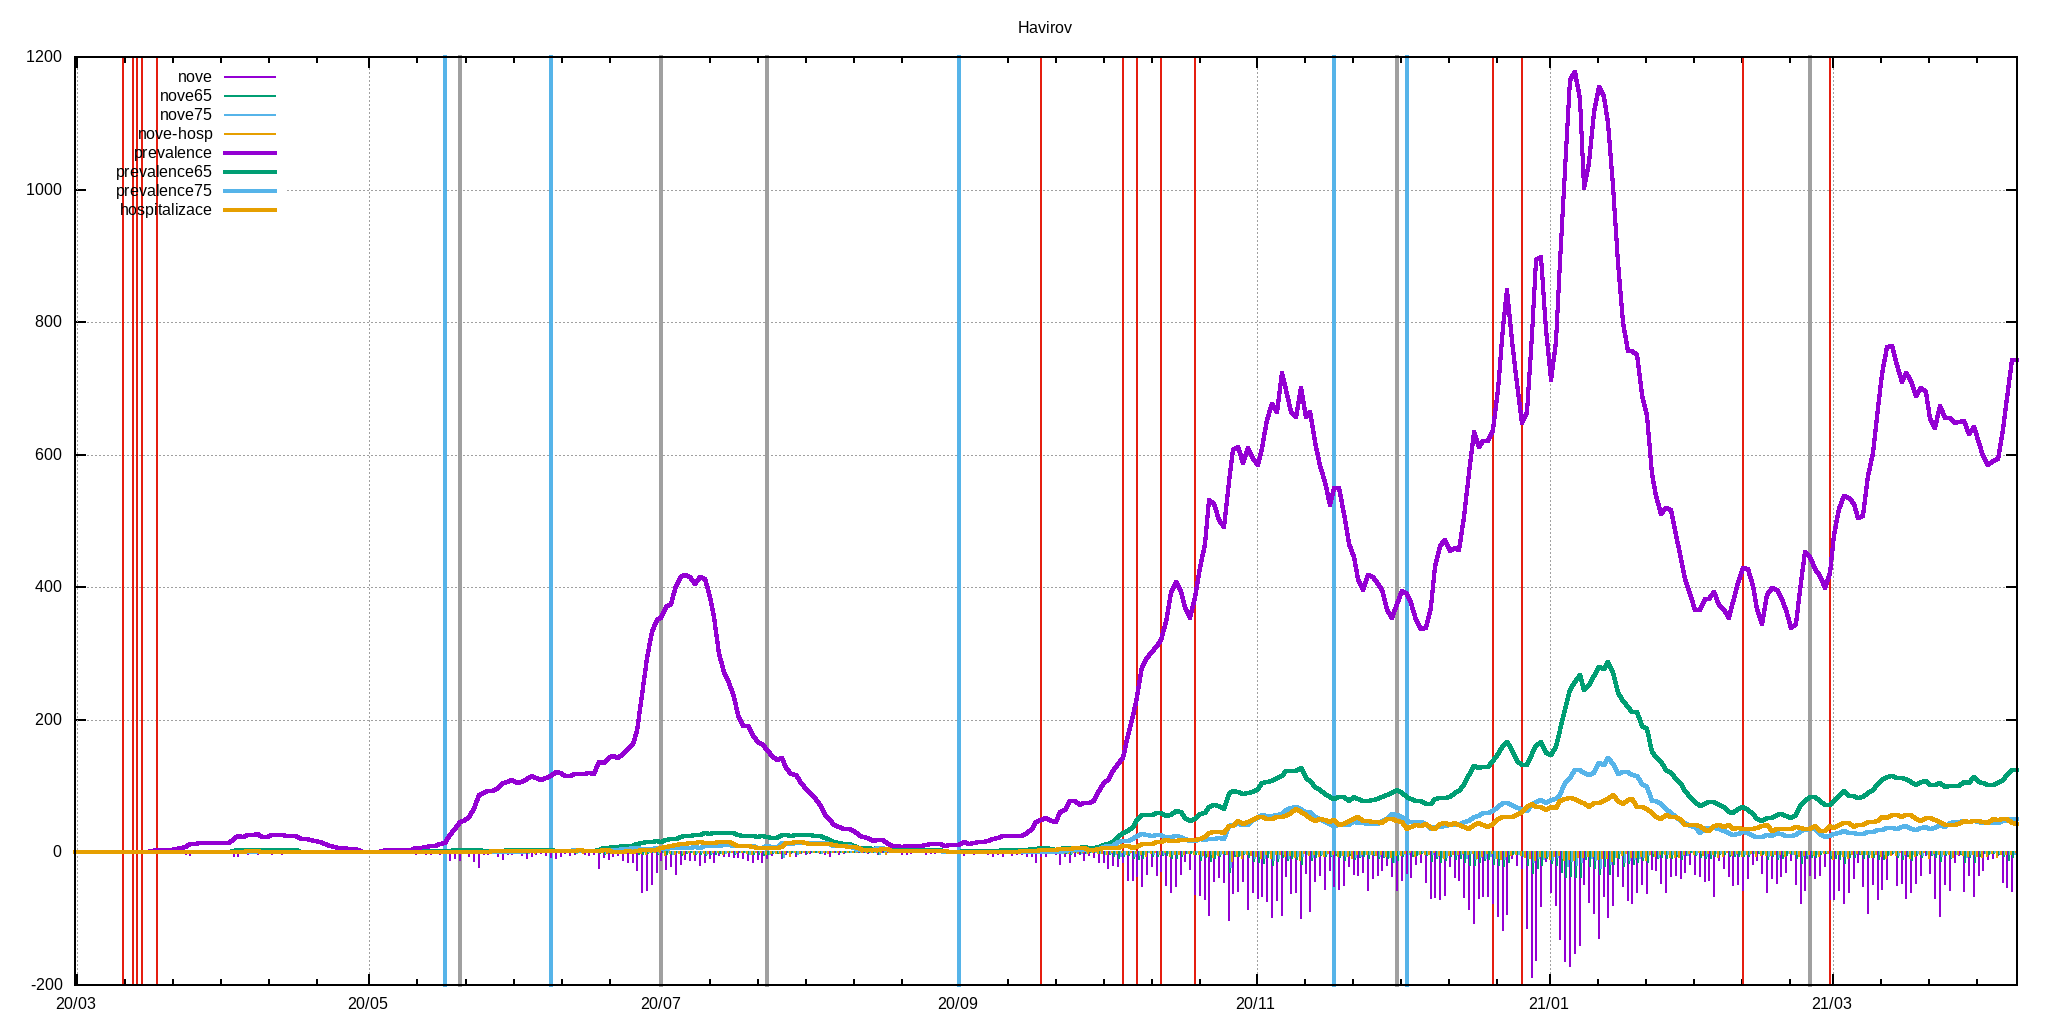 Havirov
1200
1000
800
600
400
200
0
-200
nove
nove65
nove75
nove-hosp
prevalence
prevalence65
prevalence75
hospitalizace
20/03 20/05 20/07 20/09 20/11 21/01 21/03